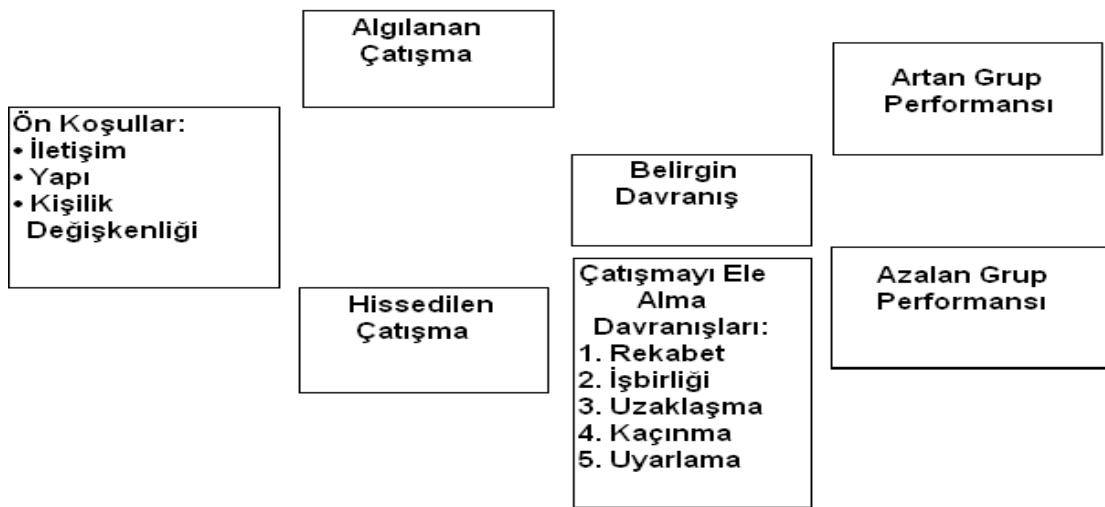 Algılanan
Çatışma
Artan Grup
Performansı
Ön Koşullar:
• İletişim
• Yapı
• Kişilik
Değişkenliği
Belirgin
Davranış
Hissedilen
Çatışma
Çatışmayı Ele
Alma
Davranışları:
1. Rekabet
2. İşbirliği
3. Uzaklaşma
4. Kaçınma
5. Uyarlama
Azalan Grup
Performansı